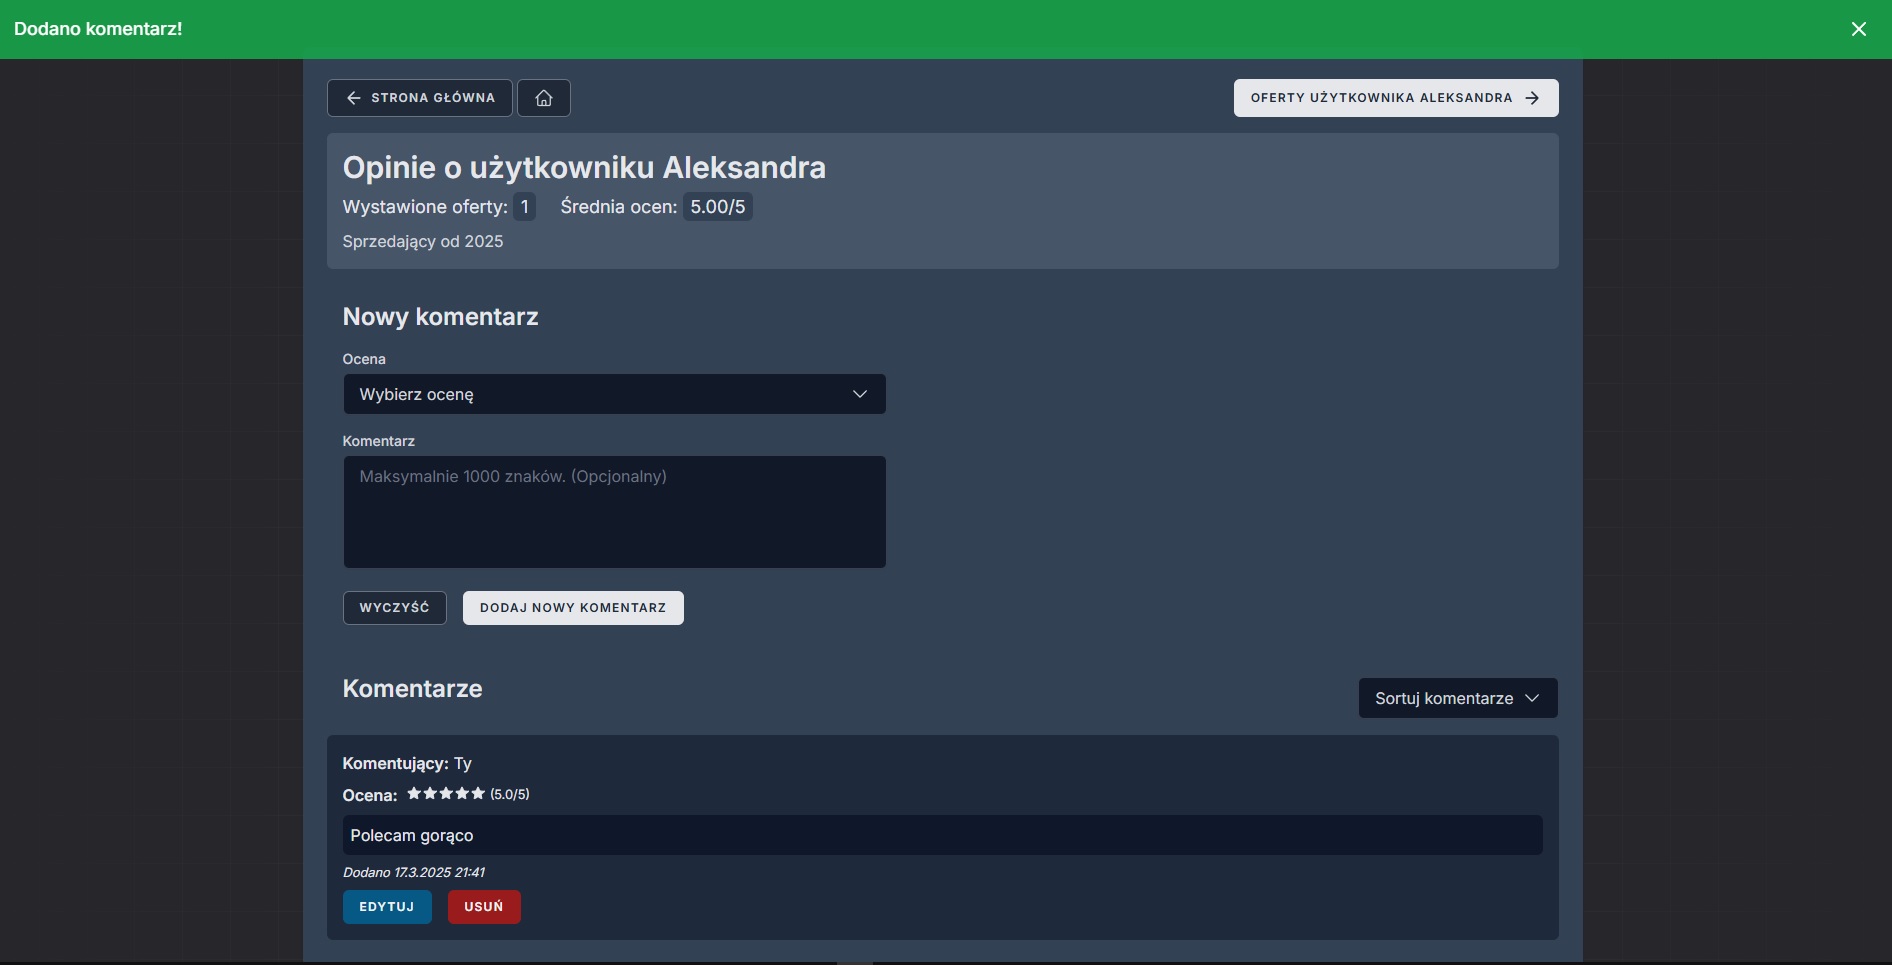 Dodano komentarz!
STRONA GŁÓWNA
OFERTY UŻYTKOWNIKA ALEKSANDRA
Opinie o użytkowniku Aleksandra
Wystawione oferty: 1 Średnia ocen: 5.00/5
Sprzedający od 2025
Nowy komentarz
Ocena
Wybierz ocenę
Komentarz
Maksymalnie 1000 znaków. (Opcjonalny)
WYCZYŚĆ DODAJ NOWY KOMENTARZ
Komentarze
Sortuj komentarze
Komentujący: Ty
Ocena: ★★★★★ (5.0/5)
Polecam gorąco
Dodano 17.3.2025 21:41
EDYTUJ USUŃ